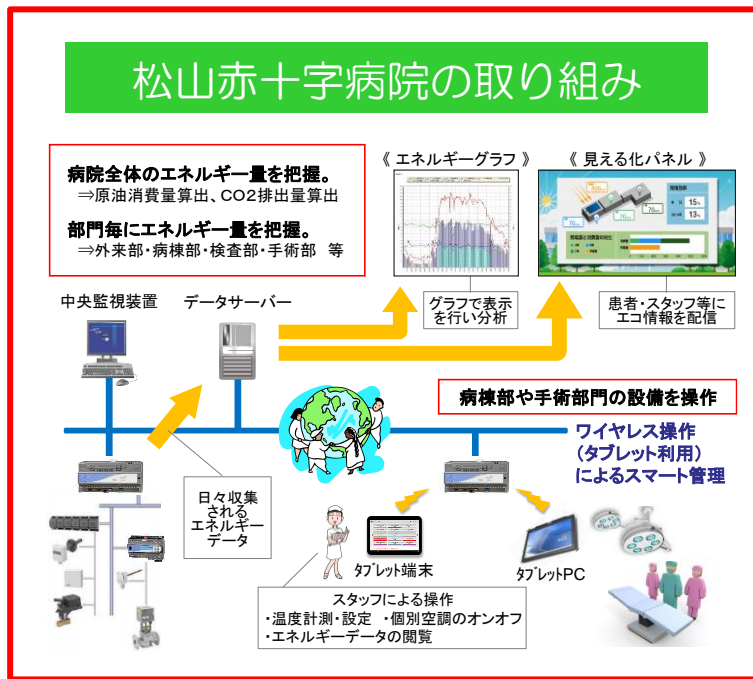 松山赤十字病院の取り組み
病院全体のエネルギー量を把握。
⇒原油消費量算出、CO2排出量算出
部門毎にエネルギー量を把握。
⇒外来部・病棟部・検査部・手術部　等
《 エネルギーグラフ 》
《 見える化パネル 》
15%
13%
グラフで表示
を行い分析
患者・スタッフ等に
エコ情報を配信
中央監視装置
データサーバー
病棟部や手術部門の設備を操作
ワイヤレス操作
（タブレット利用）
によるスマート管理
日々収集
される
エネルギー
データ
タブレット端末
タブレットPC
スタッフによる操作
・温度計測・設定　・個別空調のオンオフ
・エネルギーデータの閲覧